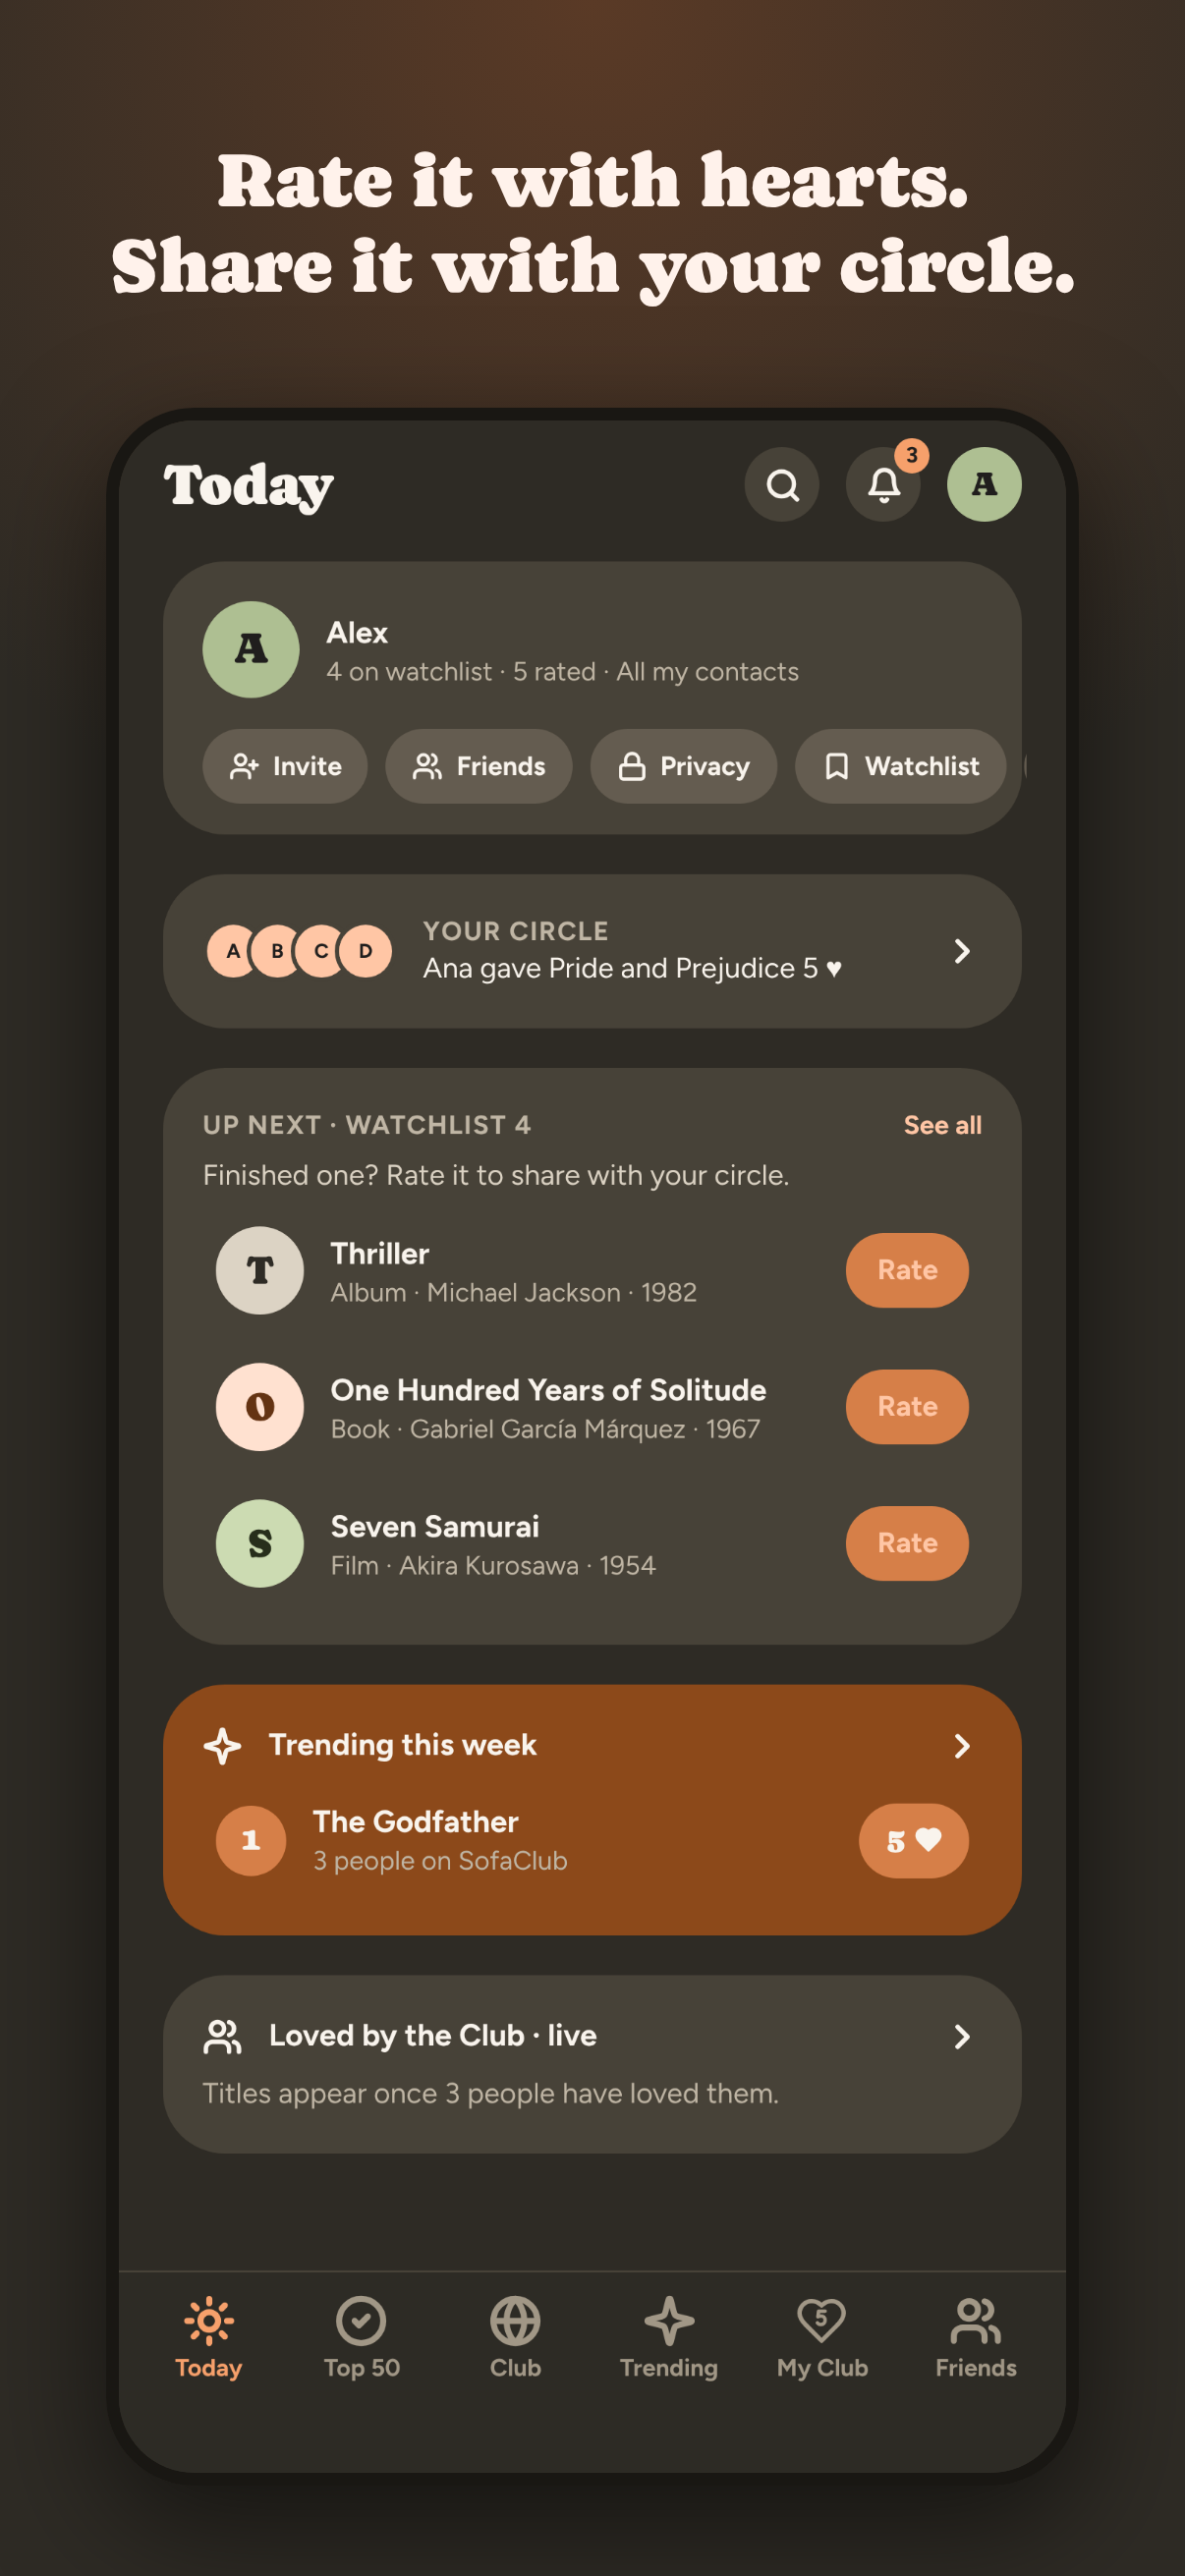 Rate it with hearts.
Share it with your circle.
Today
3
A
A
Alex
4 on watchlist · 5 rated · All my contacts
Invite
Friends
Privacy
Watchlist
A
B
C
D
YOUR CIRCLE
Ana gave Pride and Prejudice 5 ♥
UP NEXT · WATCHLIST 4
See all
Finished one? Rate it to share with your circle.
T
Thriller
Album · Michael Jackson · 1982
Rate
O
One Hundred Years of Solitude
Book · Gabriel García Márquez · 1967
Rate
S
Seven Samurai
Film · Akira Kurosawa · 1954
Rate
Trending this week
1
The Godfather
3 people on SofaClub
5 ♥
Loved by the Club · live
Titles appear once 3 people have loved them.
5
Today
Top 50
Club
Trending
My Club
Friends